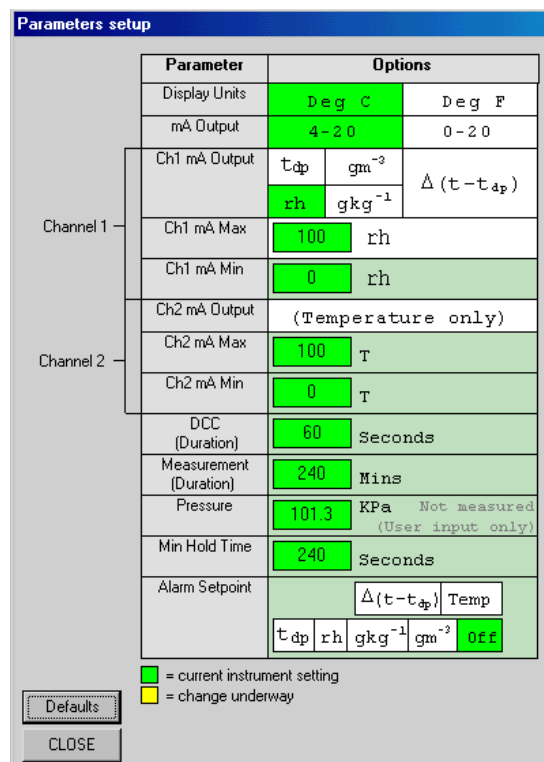 Parameters setup
Parameter Options
Display Units Deg C Deg F
mA Output 4-20 0-20
Channel 1
Ch1 mA Output tdp gm⁻³ Δ(t-tdp)
rh gkg⁻¹
Ch1 mA Max 100 rh
Ch1 mA Min 0 rh
Channel 2
Ch2 mA Output (Temperature only)
Ch2 mA Max 100 T
Ch2 mA Min 0 T
DCC
(Duration) 60 Seconds
Measurement
(Duration) 240 Mins
Pressure 101.3 KPa Not measured
(User input only)
Min Hold Time 240 Seconds
Alarm Setpoint Δ(t-tdp) Temp
tdp rh gkg⁻¹ gm⁻³ Off
= current instrument setting
= change underway
Defaults
CLOSE